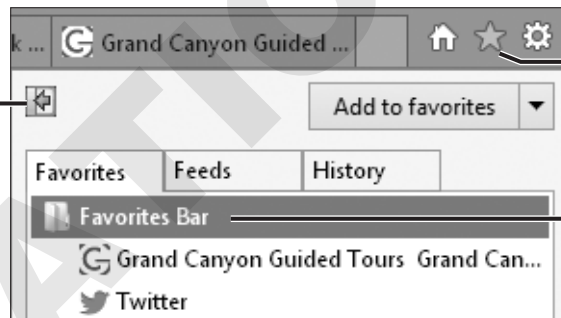 k ... Grand Canyon Guided ...
Add to favorites
Favorites Feeds History
Favorites Bar
Grand Canyon Guided Tours Grand Can...
Twitter